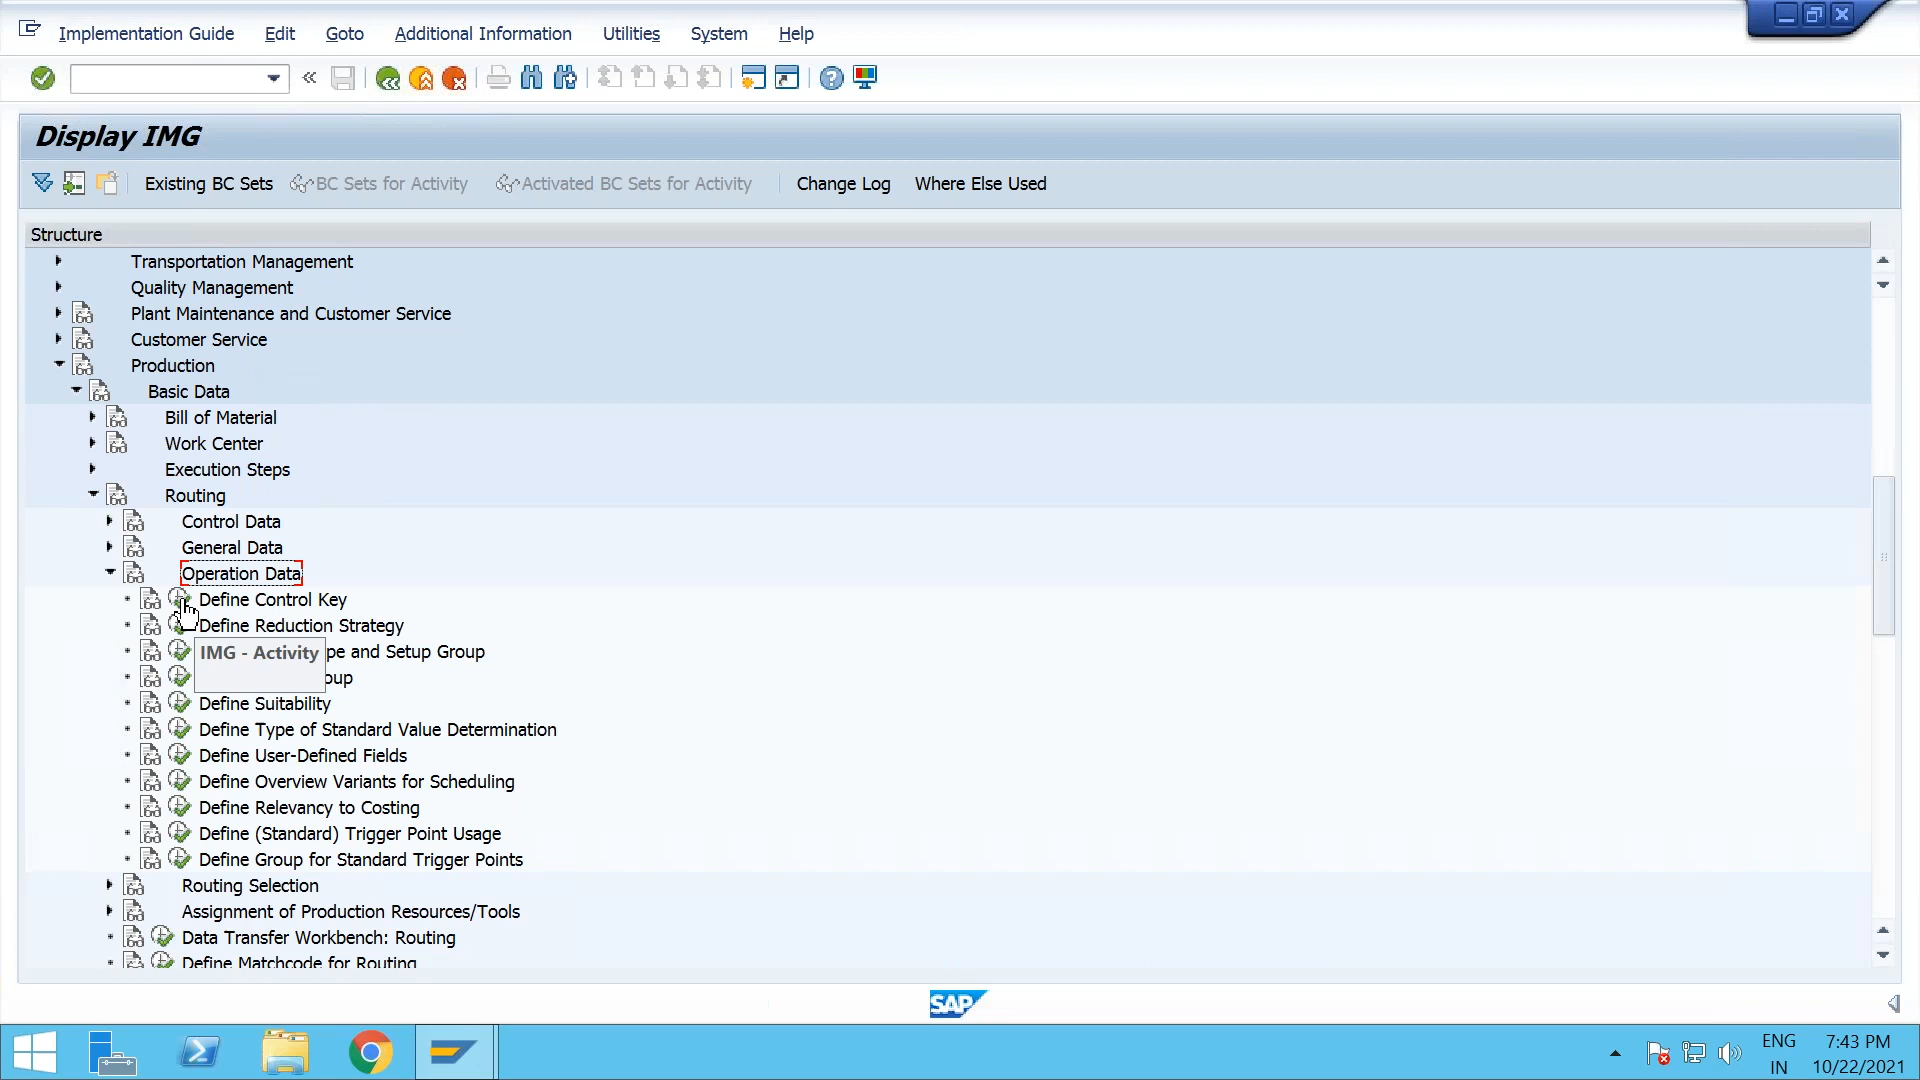 Implementation Guide Edit Goto Additional Information Utilities System Help
Display IMG
Existing BC Sets BC Sets for Activity Activated BC Sets for Activity Change Log Where Else Used
Structure
Transportation Management
Quality Management
Plant Maintenance and Customer Service
Customer Service
Production
Basic Data
Bill of Material
Work Center
Execution Steps
Routing
Control Data
General Data
Operation Data
Define Control Key
Define Reduction Strategy
IMG - Activity
pe and Setup Group
oup
Define Suitability
Define Type of Standard Value Determination
Define User-Defined Fields
Define Overview Variants for Scheduling
Define Relevancy to Costing
Define (Standard) Trigger Point Usage
Define Group for Standard Trigger Points
Routing Selection
Assignment of Production Resources/Tools
Data Transfer Workbench: Routing
Define Matchcode for Routing
SAP
ENG 7:43 PM
IN 10/22/2021